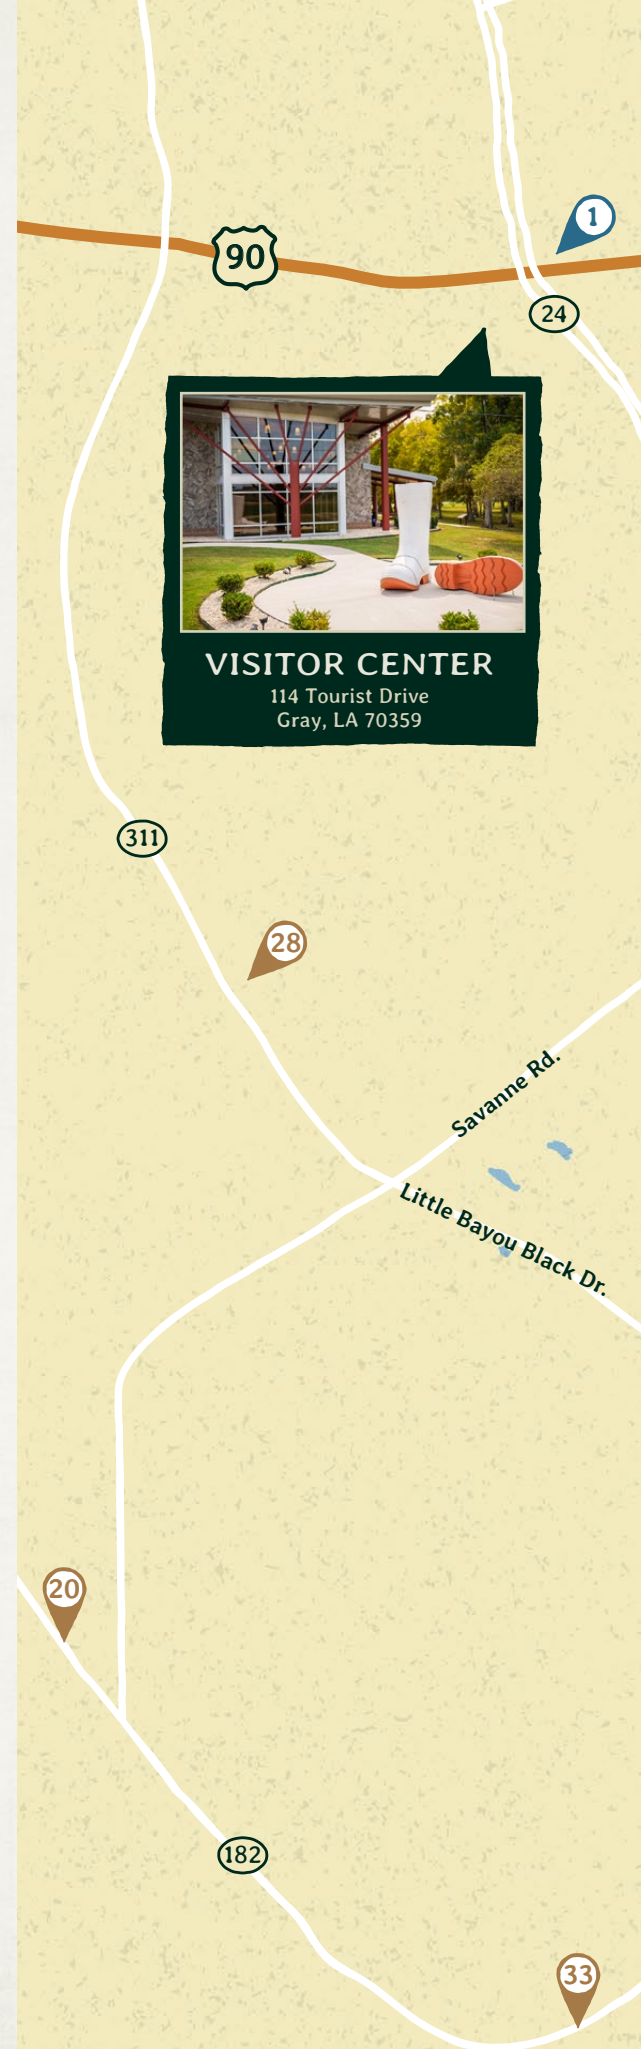 1
90
24
VISITOR CENTER
114 Tourist Drive
Gray, LA 70359
311
28
Savanne Rd.
Little Bayou Black Dr.
20
182
33